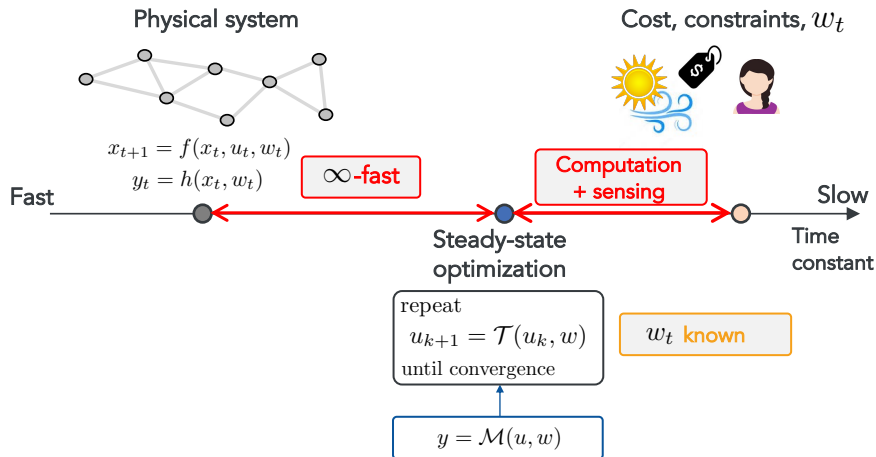 Physical system
Cost, constraints, $w_t$
$
$x_{t+1} = f(x_t, u_t, w_t)$
$y_t = h(x_t, w_t)$
∞-fast
Computation
+ sensing
Fast
Slow
Steady-state
optimization
Time
constant
repeat
$u_{k+1} = \mathcal{T}(u_k, w)$
until convergence
$w_t$ known
$y = \mathcal{M}(u, w)$